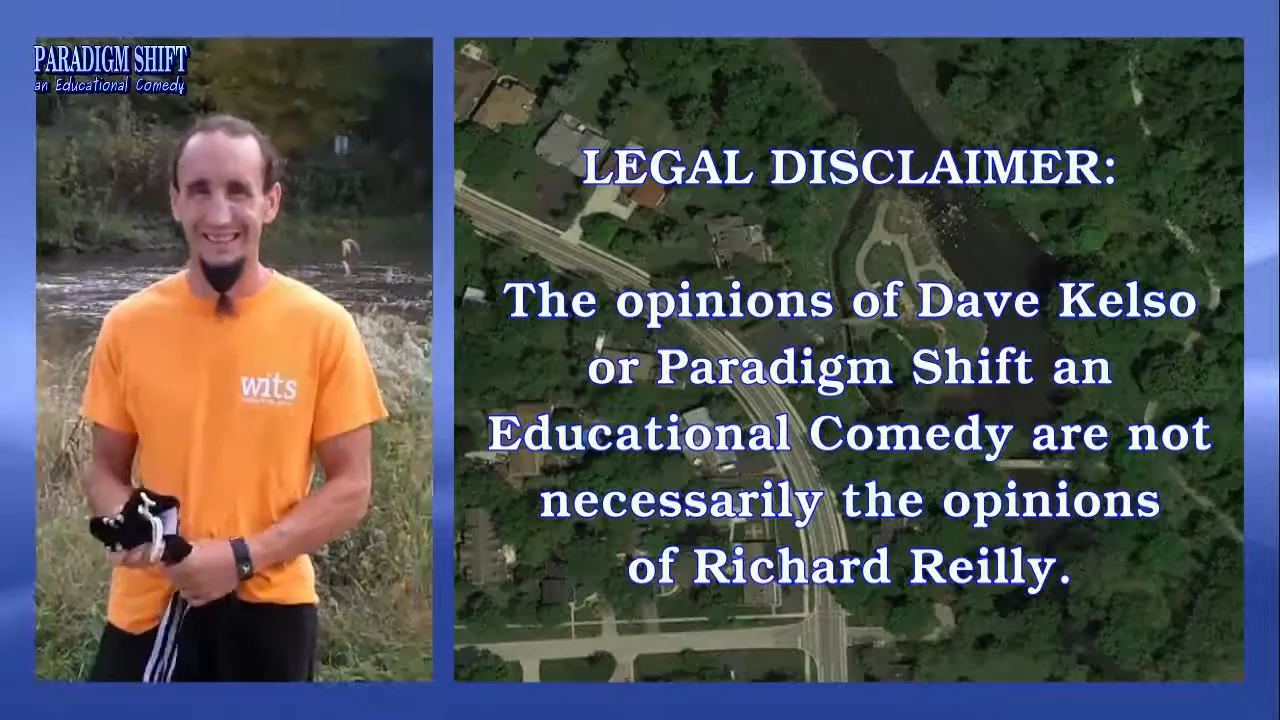 PARADIGM SHIFT
an Educational Comedy
wits
LEGAL DISCLAIMER:
The opinions of Dave Kelso
or Paradigm Shift an
Educational Comedy are not
necessarily the opinions
of Richard Reilly.